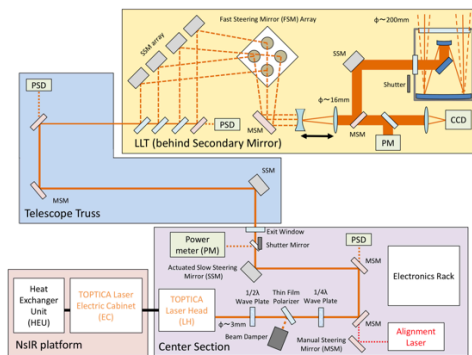 Fast Steering Mirror (FSM) Array
SSM array
φ～200mm
SSM
Shutter
PSD
PSD
φ～16mm
MSM
MSM
CCD
PM
LLT (behind Secondary Mirror)
SSM
MSM
Telescope Truss
Exit Window
Power
meter (PM)
Shutter Mirror
PSD
MSM
Actuated Slow Steering
Mirror (SSM)
Electronics Rack
Heat
Exchanger
Unit
(HEU)
TOPTICA Laser
Electric Cabinet
(EC)
TOPTICA
Laser Head
(LH)
1/2λ
Wave Plate
Thin Film
Polarizer
1/4λ
Wave Plate
φ～3mm
MSM
Beam Damper
Manual Steering
Mirror (MSM)
Alignment
Laser
NsIR platform
Center Section